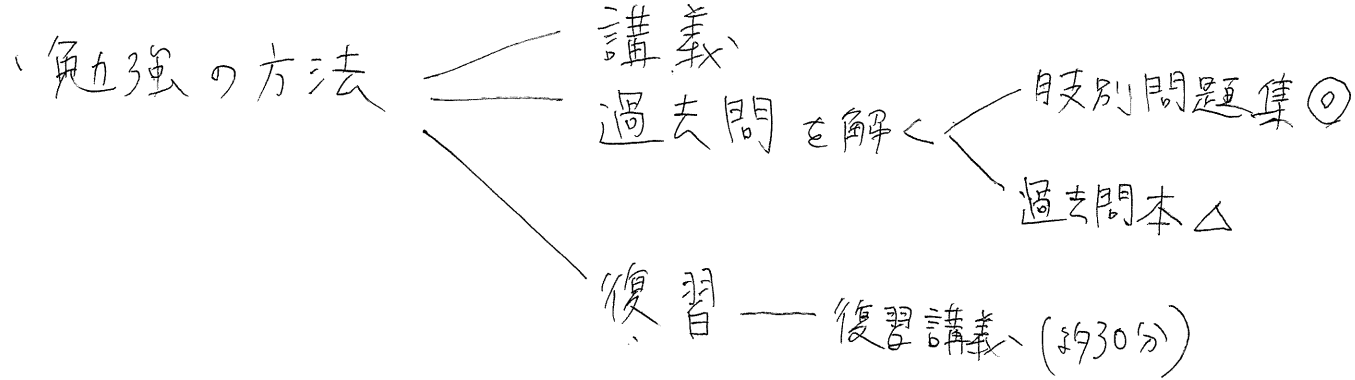 、勉強の方法
講義
過去問を解く
肢別問題集◎
過去問本△
復習
復習講義(約30分)